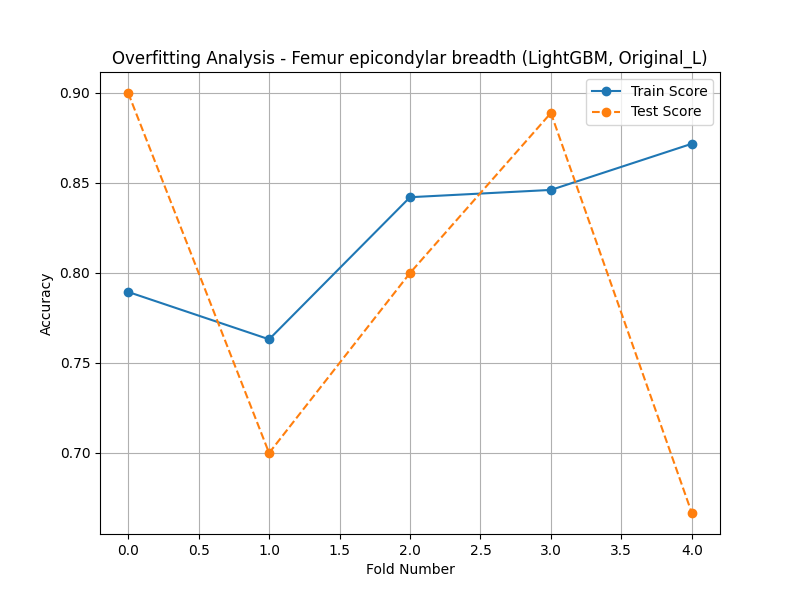 Overfitting Analysis - Femur epicondylar breadth (LightGBM, Original_L)
Train Score
Test Score
0.90
0.85
0.80
0.75
0.70
Accuracy
0.0 0.5 1.0 1.5 2.0 2.5 3.0 3.5 4.0
Fold Number